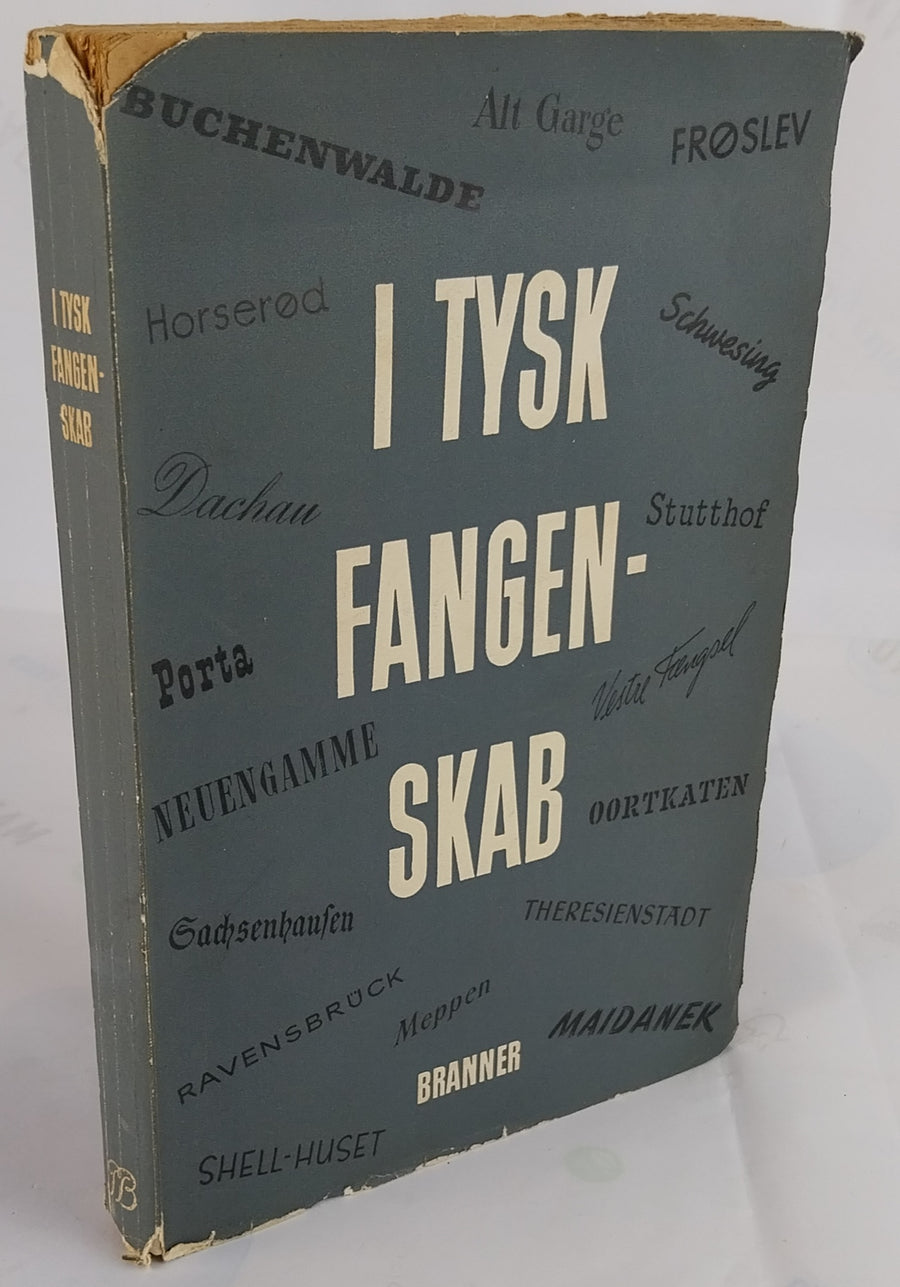 I TYSK
FANGEN-
SKAB
BUCHENWALDE
Alt Garge
FRØSLEV
Horserød
I TYSK
Schwesing
Dachau
FANGEN-
Stutthof
Porta
Vestre Fængsel
NEUENGAMME
SKAB
OORTKATEN
Sachsenhausen
THERESIENSTADT
RAVENSBRÜCK
Meppen
MAIDANEK
BRANNER
SHELL-HUSET